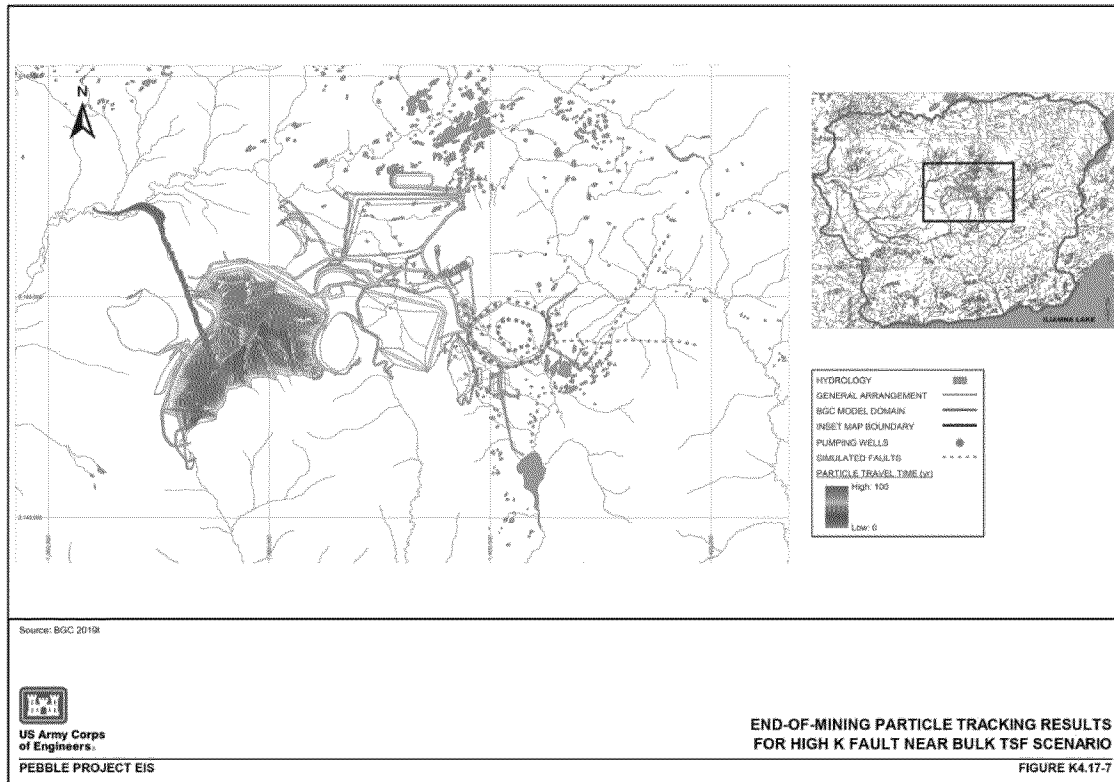 N
ILIAMNA LAKE
HYDROLOGY
GENERAL ARRANGEMENT
BGC MODEL DOMAIN
INSET MAP BOUNDARY
PUMPING WELLS
SIMULATED FAULTS
PARTICLE TRAVEL TIME (yr)
High: 100
Low: 0
Source: BGC 2019l
US Army Corps
of Engineers®
PEBBLE PROJECT EIS
END-OF-MINING PARTICLE TRACKING RESULTS
FOR HIGH K FAULT NEAR BULK TSF SCENARIO
FIGURE K4.17-7